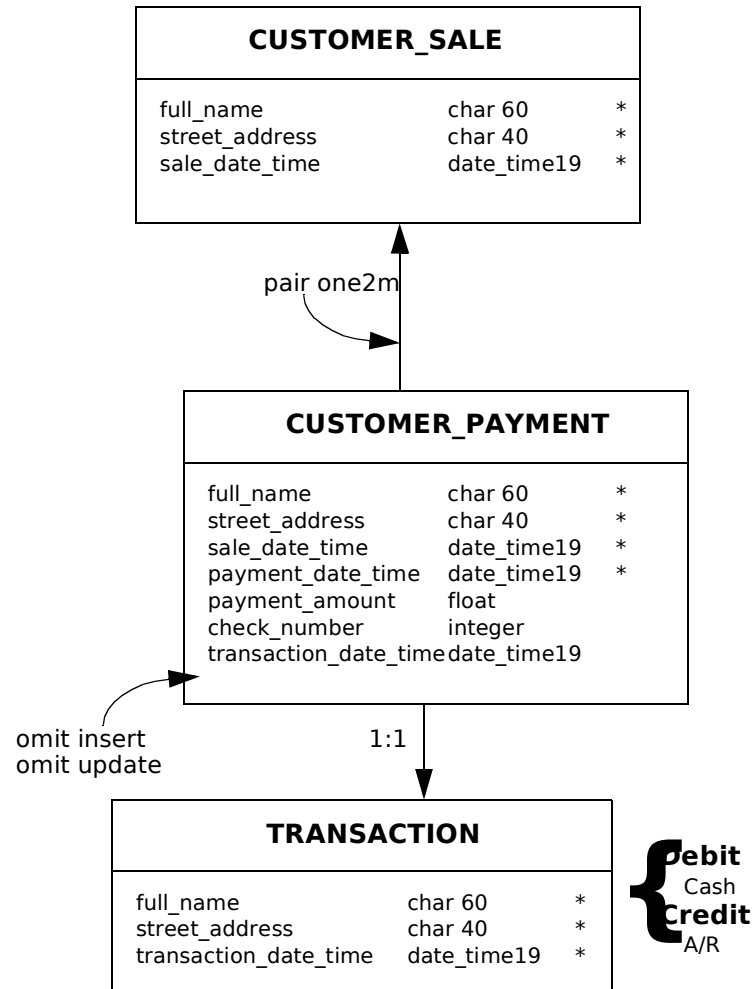 CUSTOMER_SALE
full_name char 60 *
street_address char 40 *
sale_date_time date_time19 *
pair one2m
CUSTOMER_PAYMENT
full_name char 60 *
street_address char 40 *
sale_date_time date_time19 *
payment_date_time date_time19 *
payment_amount float
check_number integer
transaction_date_time date_time19
omit insert
omit update
1:1
TRANSACTION
full_name char 60 *
street_address char 40 *
transaction_date_time date_time19 *
{
Debit
Cash
Credit
A/R